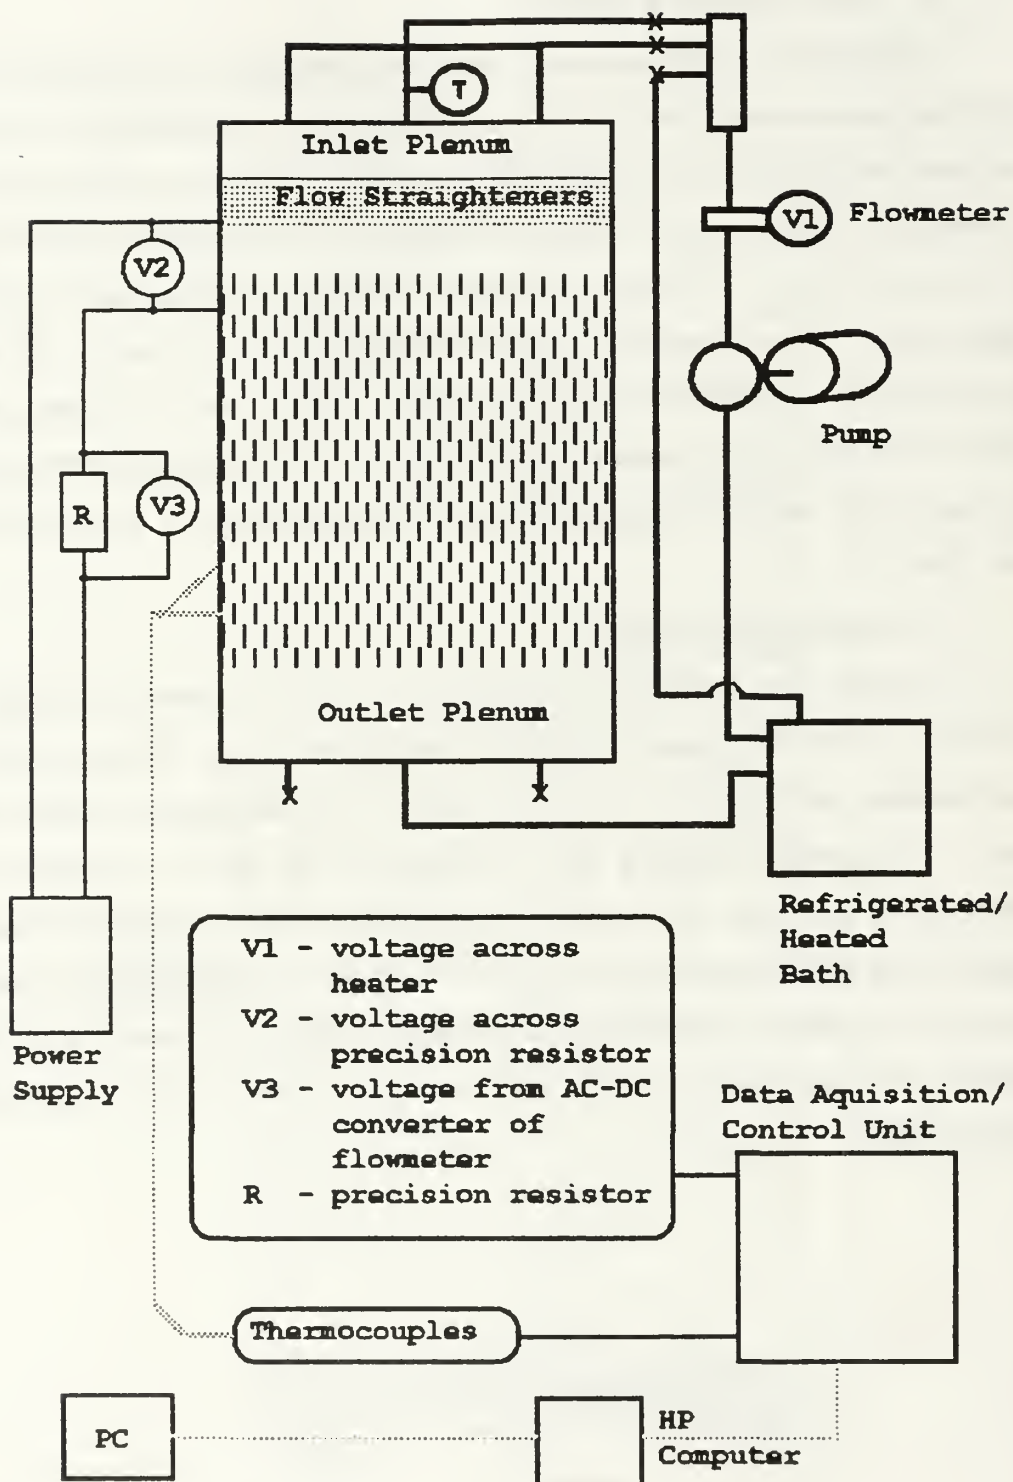 T
Inlet Plenum
Flow Straighteners
V1
Flowmeter
V2
Pump
R
V3
Outlet Plenum
Refrigerated/
Heated
Bath
Power
Supply
V1 - voltage across
heater
V2 - voltage across
precision resistor
V3 - voltage from AC-DC
converter of
flowmeter
R - precision resistor
Data Aquisition/
Control Unit
Thermocouples
PC
HP
Computer